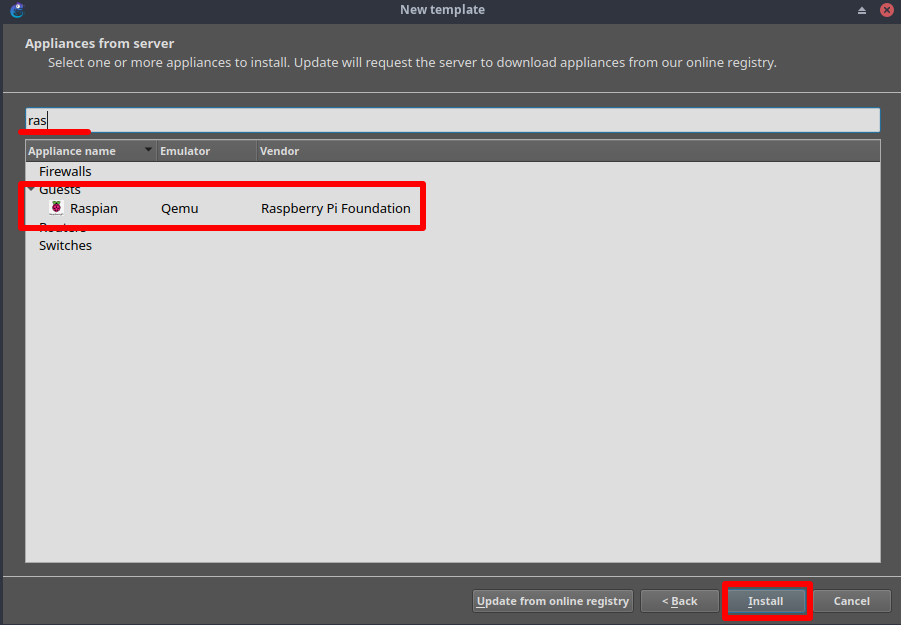 New template
Appliances from server
Select one or more appliances to install. Update will request the server to download appliances from our online registry.
ras
Appliance name Emulator Vendor
Firewalls
Guests
Raspian Qemu Raspberry Pi Foundation
Routers
Switches
Update from online registry < Back Install Cancel